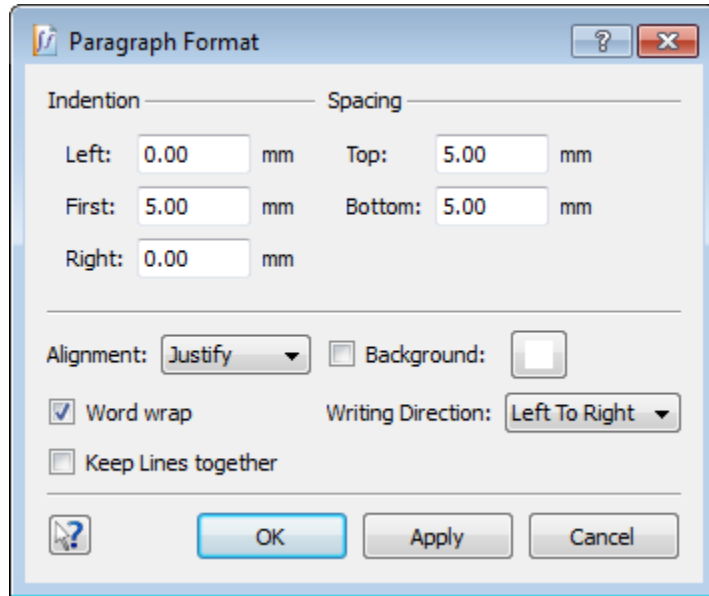 Paragraph Format
Indention Spacing
Left: 0.00 mm Top: 5.00 mm
First: 5.00 mm Bottom: 5.00 mm
Right: 0.00 mm
Alignment: Justify Background:
Word wrap Writing Direction: Left To Right
Keep Lines together
OK Apply Cancel